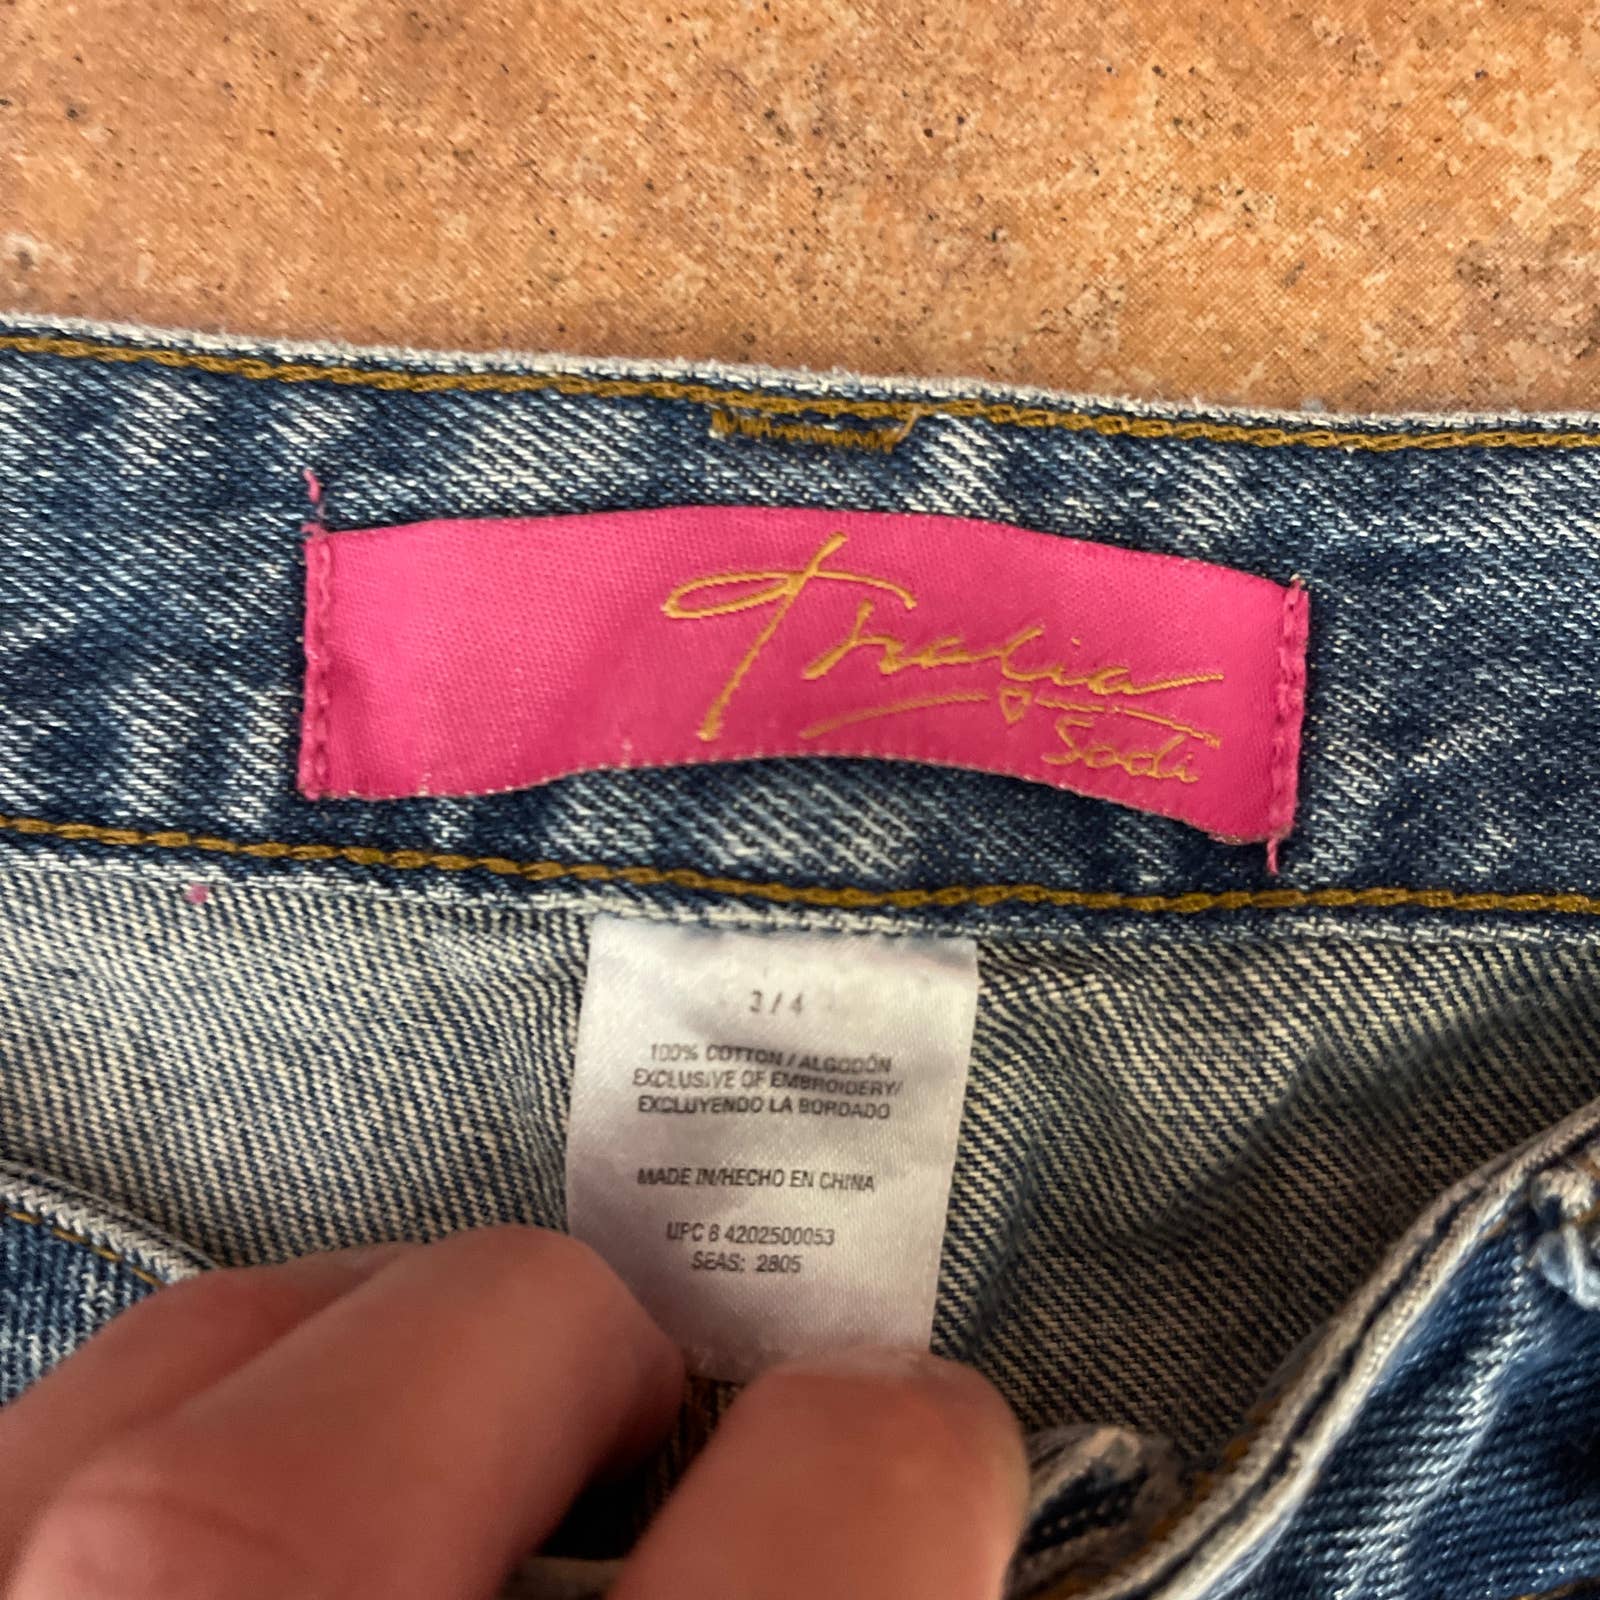 Thalia
Sodi
3 / 4
100% COTTON / ALGODÓN
EXCLUSIVE OF EMBROIDERY/
EXCLUYENDO LA BORDADO
MADE IN/HECHO EN CHINA
UPC 8 4202500053
SEAS: 2805